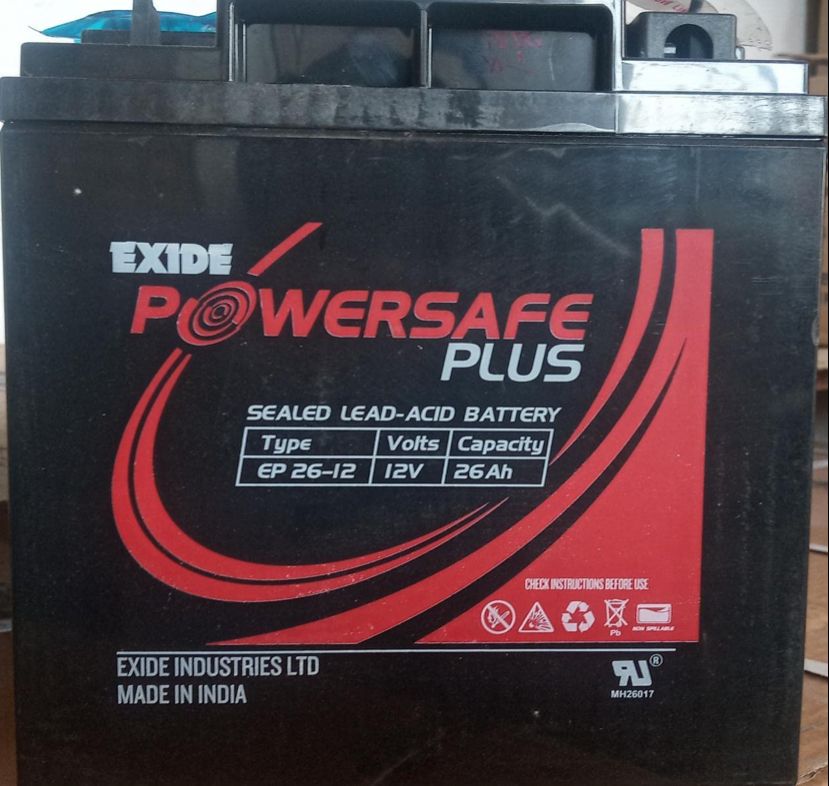 EXIDE
POWERSAFE
PLUS
SEALED LEAD-ACID BATTERY
Type Volts Capacity
EP 26-12 12V 26Ah
CHECK INSTRUCTIONS BEFORE USE
Pb NON SPILLABLE
EXIDE INDUSTRIES LTD
MADE IN INDIA
RU®
MH26017